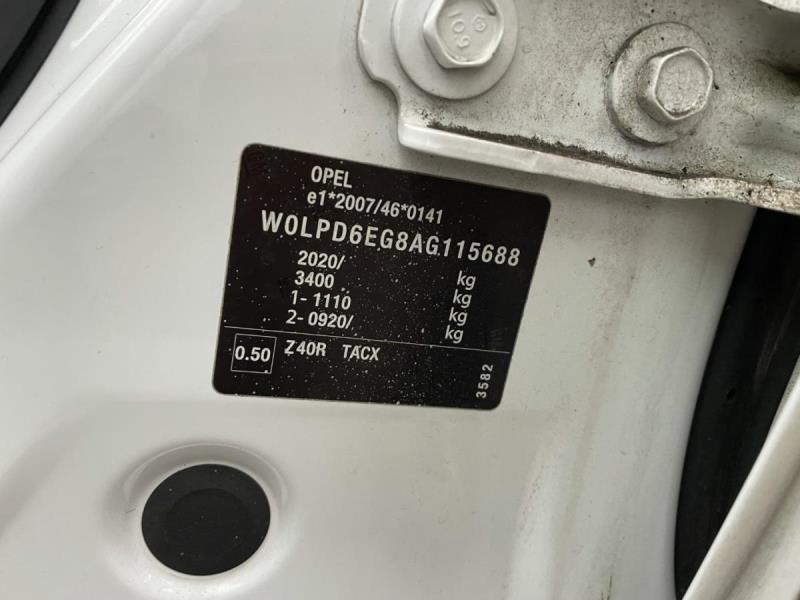 OPEL
e1*2007/46*0141
W0LPD6EG8AG115688
2020/ kg
3400 kg
1- 1110 kg
2- 0920/ kg
0.50 Z40R TACX
3582
109